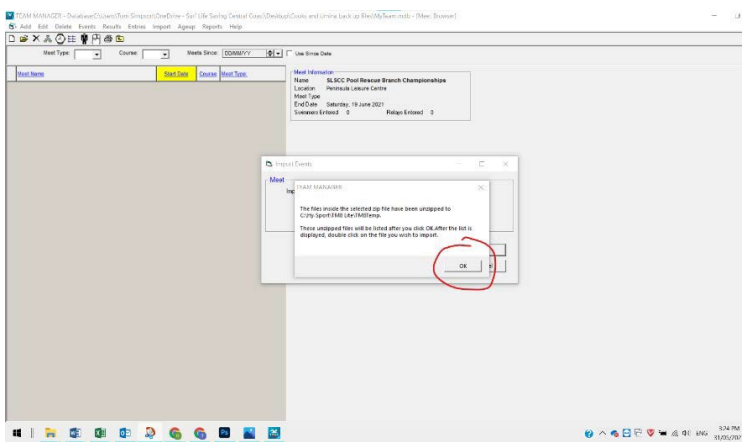 TEAM MANAGER - Database:C:\Users\Tom Simpson\OneDrive - Surf Life Saving Central Coast\Desktop\Cooks and Umina back up files\MyTeam.mdb - [Meet Browser]
Add Edit Delete Events Results Entries Import Ageup Reports Help
Meet Type: Course: Meets Since: DD/MM/YY Use Since Date
Meet Name Start Date Course Meet Type
Meet Information
Name SLSCC Pool Rescue Branch Championships
Location Peninsula Leisure Centre
Meet Type
End Date Saturday, 19 June 2021
Swimmers Entered 0 Relays Entered 0
Import Events
Meet
TEAM MANAGER
The files inside the selected zip file have been unzipped to
C:\Hy-Sport\TM8 Lite\TM8Temp.
These unzipped files will be listed after you click OK.After the list is
displayed, double click on the file you wish to import.
OK
ENG
3:24 PM